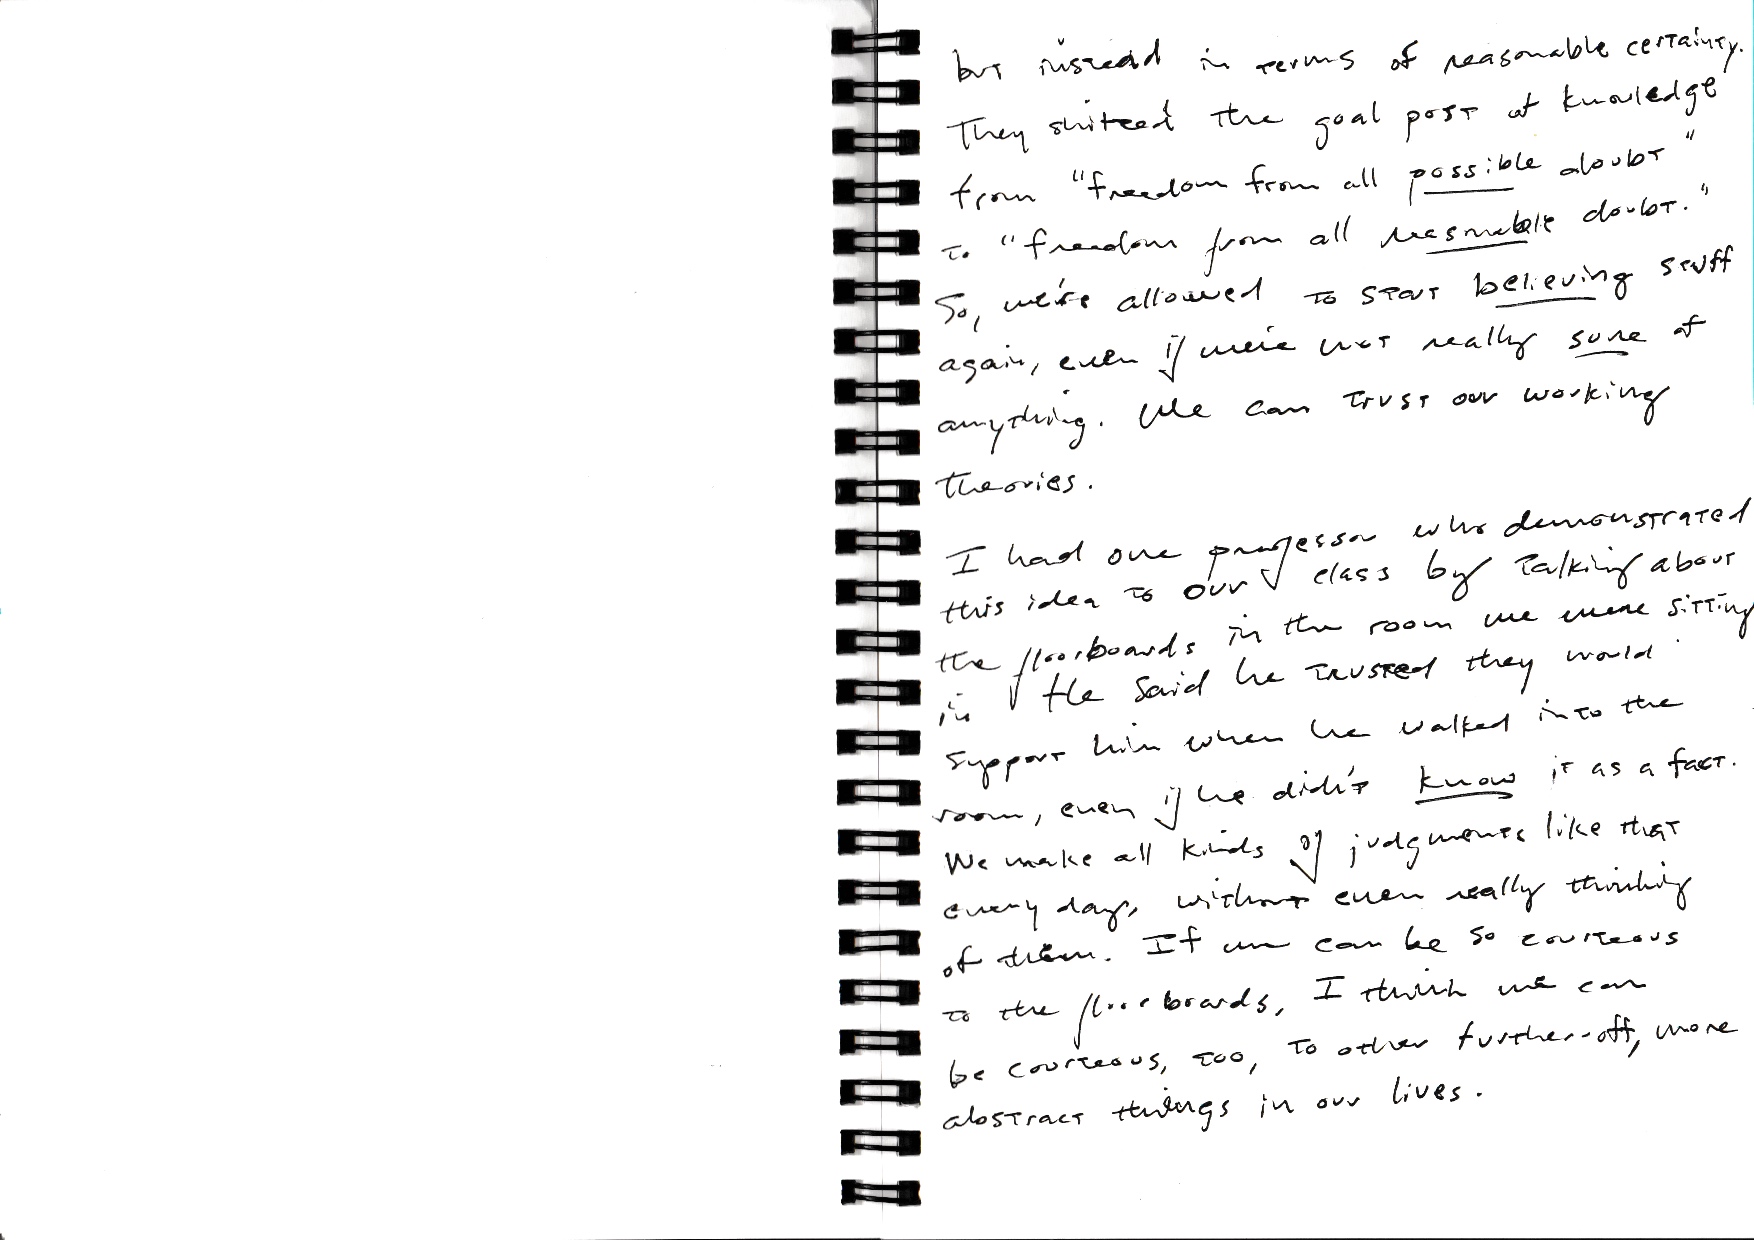 but instead in terms of reasonable certainty.
They shifted the goal post of knowledge
from "freedom from all possible doubt"
to "freedom from all reasonable doubt."
So, we're allowed to start believing stuff
again, even if we're not really sure of
anything. We can trust our working
theories.
I had one professor who demonstrated
this idea to our class by talking about
the floorboards in the room we were sitting
in. He said he trusted they would
support him when he walked into the
room, even if he didn't know it as a fact.
We make all kinds of judgments like that
every day, without even really thinking
of them. If we can be so courteous
to the floorboards, I think we can
be courteous, too, to other further-off, more
abstract things in our lives.